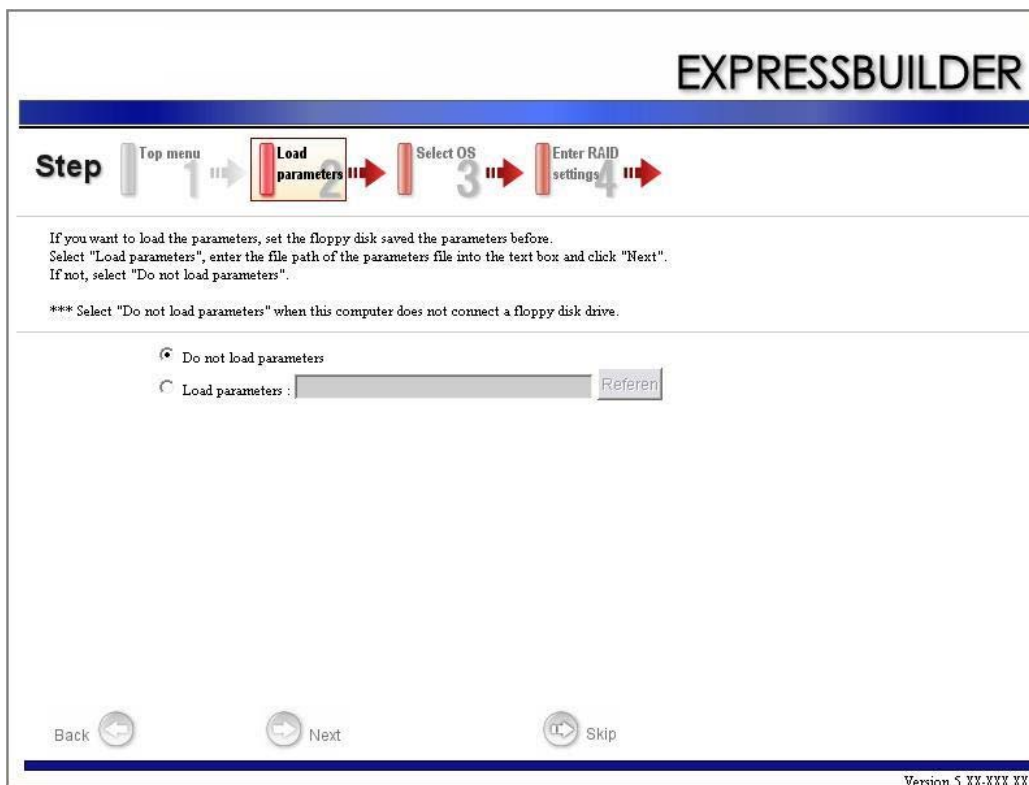 EXPRESSBUILDER
Step
Top menu
1
Load
parameters
2
Select OS
3
Enter RAID
settings
4
If you want to load the parameters, set the floppy disk saved the parameters before.
Select "Load parameters", enter the file path of the parameters file into the text box and click "Next".
If not, select "Do not load parameters".
*** Select "Do not load parameters" when this computer does not connect a floppy disk drive.
Do not load parameters
Load parameters :
Referen
Back
Next
Skip
Version 5.XX-XXX.XX